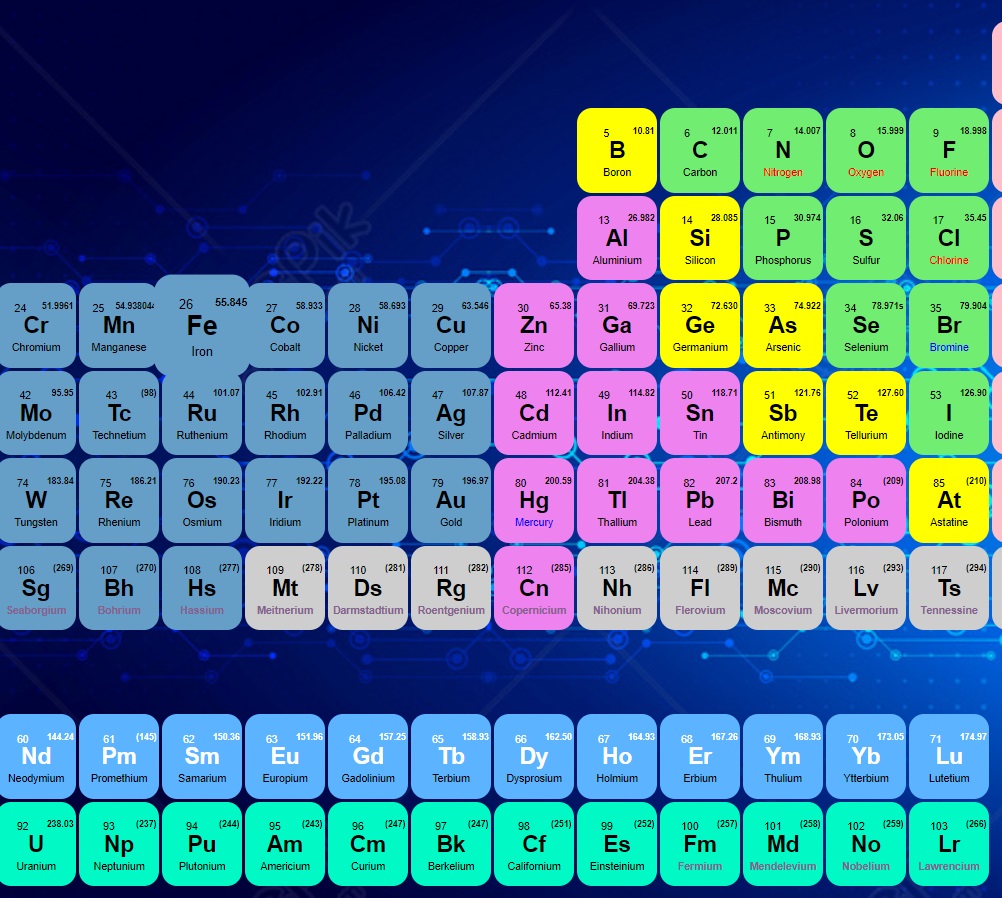 5 10.81 6 12.011 7 14.007 8 15.999 9 18.998
B C N O F
Boron Carbon Nitrogen Oxygen Fluorine
13 26.982 14 28.085 15 30.974 16 32.06 17 35.45
Al Si P S Cl
Aluminium Silicon Phosphorus Sulfur Chlorine
24 51.9961 25 54.938044 26 55.845 27 58.933 28 58.693 29 63.546 30 65.38 31 69.723 32 72.630 33 74.922 34 78.971s 35 79.904
Cr Mn Fe Co Ni Cu Zn Ga Ge As Se Br
Chromium Manganese Iron Cobalt Nicket Copper Zinc Gallium Germanium Arsenic Selenium Bromine
42 95.95 43 (98) 44 101.07 45 102.91 46 106.42 47 107.87 48 112.41 49 114.82 50 118.71 51 121.76 52 127.60 53 126.90
Mo Tc Ru Rh Pd Ag Cd In Sn Sb Te I
Molybdenum Technetium Ruthenium Rhodium Palladium Silver Cadmium Indium Tin Antimony Tellurium Iodine
74 183.84 75 186.21 76 190.23 77 192.22 78 195.08 79 196.97 80 200.59 81 204.38 82 207.2 83 208.98 84 (209) 85 (210)
W Re Os Ir Pt Au Hg Tl Pb Bi Po At
Tungsten Rhenium Osmium Iridium Platinum Gold Mercury Thallium Lead Bismuth Polonium Astatine
106 (269) 107 (270) 108 (277) 109 (278) 110 (281) 111 (282) 112 (285) 113 (286) 114 (289) 115 (290) 116 (293) 117 (294)
Sg Bh Hs Mt Ds Rg Cn Nh Fl Mc Lv Ts
Seaborgium Bohrium Hassium Meitnerium Darmstadtium Roentgenium Copernicium Nihonium Flerovium Moscovium Livermorium Tennessine
60 144.24 61 (145) 62 150.36 63 151.96 64 157.25 65 158.93 66 162.50 67 164.93 68 167.26 69 168.93 70 173.05 71 174.97
Nd Pm Sm Eu Gd Tb Dy Ho Er Ym Yb Lu
Neodymium Promethium Samarium Europium Gadolinium Terbium Dysprosium Holmium Erbium Thulium Ytterbium Lutetium
92 238.03 93 (237) 94 (244) 95 (243) 96 (247) 97 (247) 98 (251) 99 (252) 100 (257) 101 (258) 102 (259) 103 (266)
U Np Pu Am Cm Bk Cf Es Fm Md No Lr
Uranium Neptunium Plutonium Americium Curium Berkelium Californium Einsteinium Fermium Mendelevium Nobelium Lawrencium